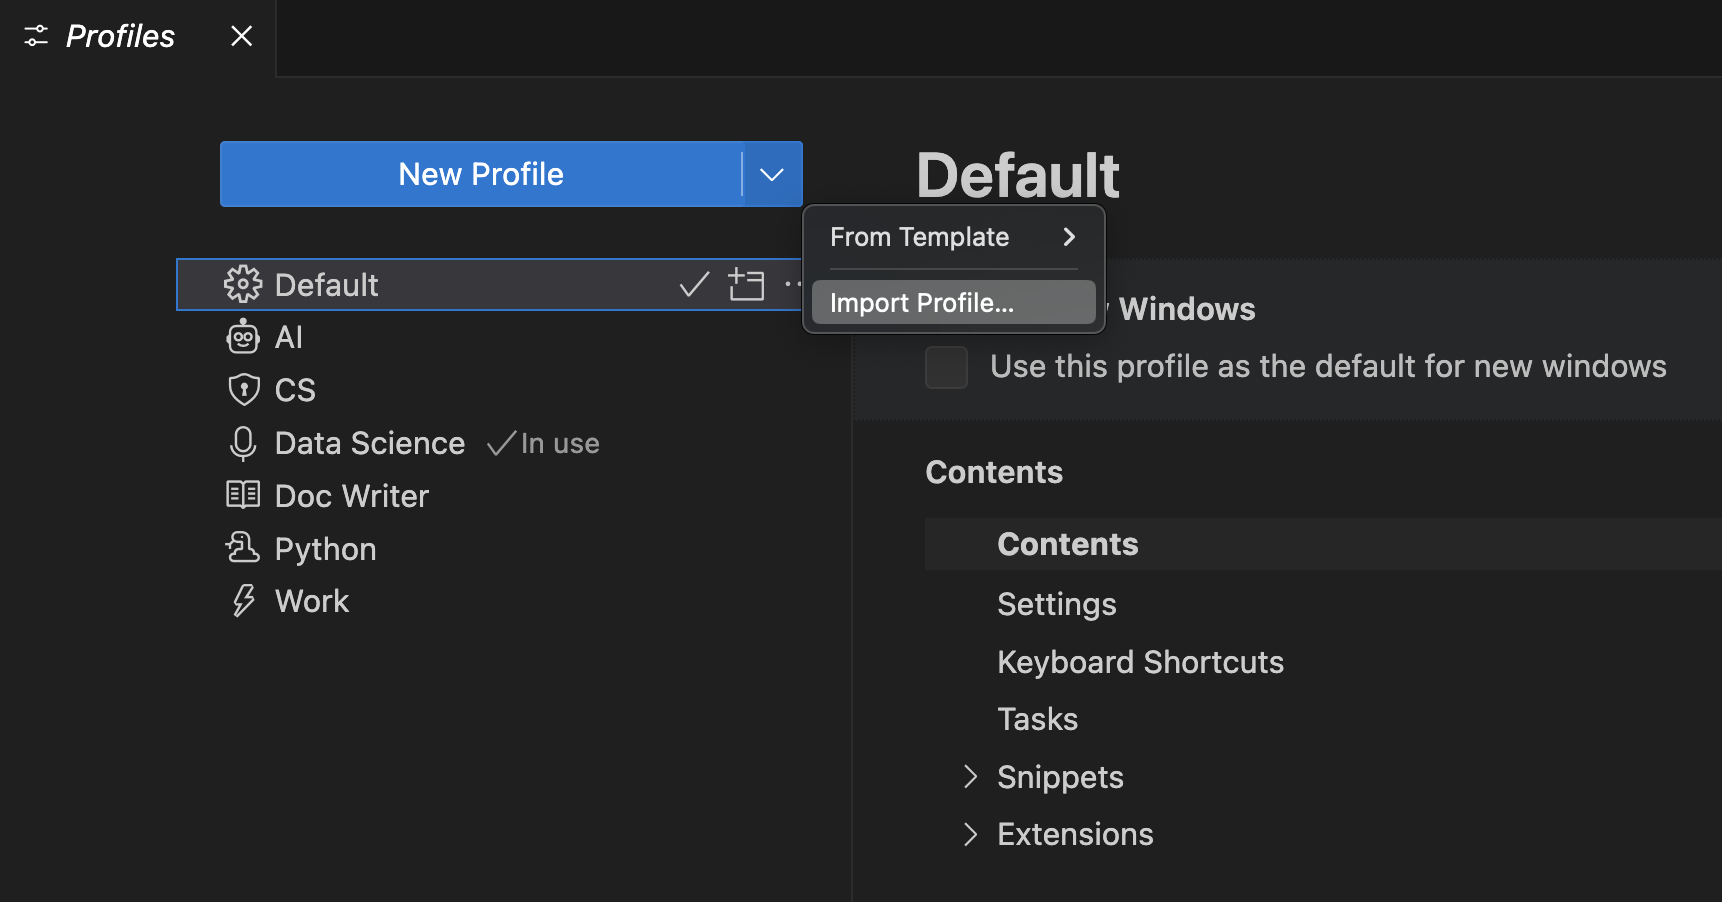 Profiles
New Profile
From Template
Import Profile...
Default
AI
CS
Data Science In use
Doc Writer
Python
Work
Default
Windows
Use this profile as the default for new windows
Contents
Contents
Settings
Keyboard Shortcuts
Tasks
Snippets
Extensions